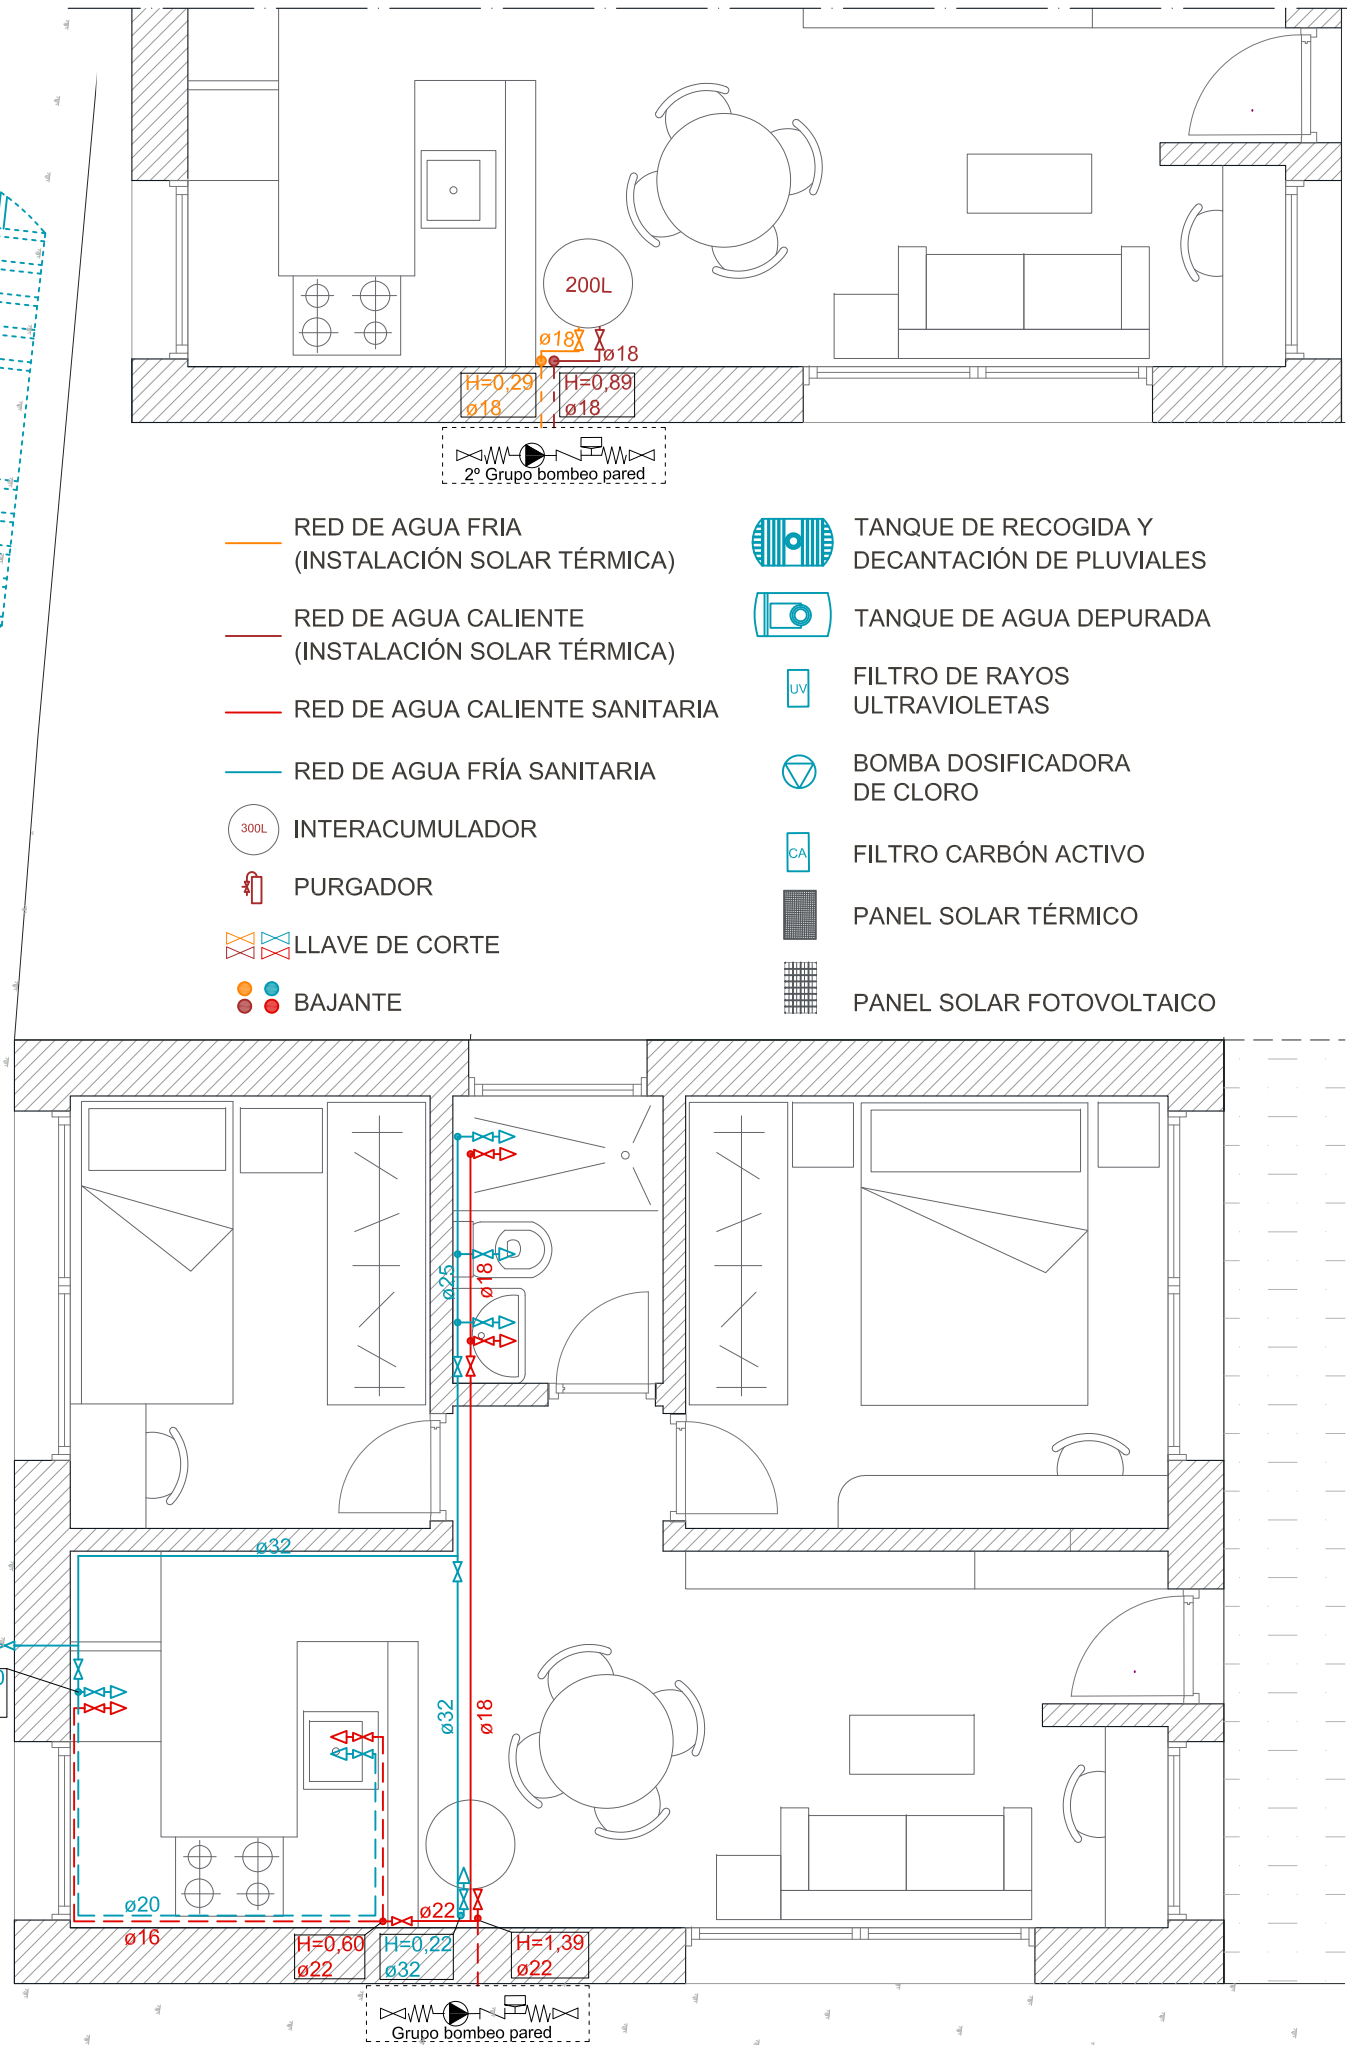 200L
ø18
ø18
H=0,29
ø18
H=0,89
ø18
2º Grupo bombeo pared
RED DE AGUA FRIA
(INSTALACIÓN SOLAR TÉRMICA)
RED DE AGUA CALIENTE
(INSTALACIÓN SOLAR TÉRMICA)
RED DE AGUA CALIENTE SANITARIA
RED DE AGUA FRÍA SANITARIA
300L
INTERACUMULADOR
PURGADOR
LLAVE DE CORTE
BAJANTE
TANQUE DE RECOGIDA Y
DECANTACIÓN DE PLUVIALES
TANQUE DE AGUA DEPURADA
UV
FILTRO DE RAYOS
ULTRAVIOLETAS
BOMBA DOSIFICADORA
DE CLORO
CA
FILTRO CARBÓN ACTIVO
PANEL SOLAR TÉRMICO
PANEL SOLAR FOTOVOLTAICO
ø25
ø18
ø32
ø32
ø18
ø20
ø16
ø22
H=0,60
ø22
H=0,22
ø32
H=1,39
ø22
Grupo bombeo pared